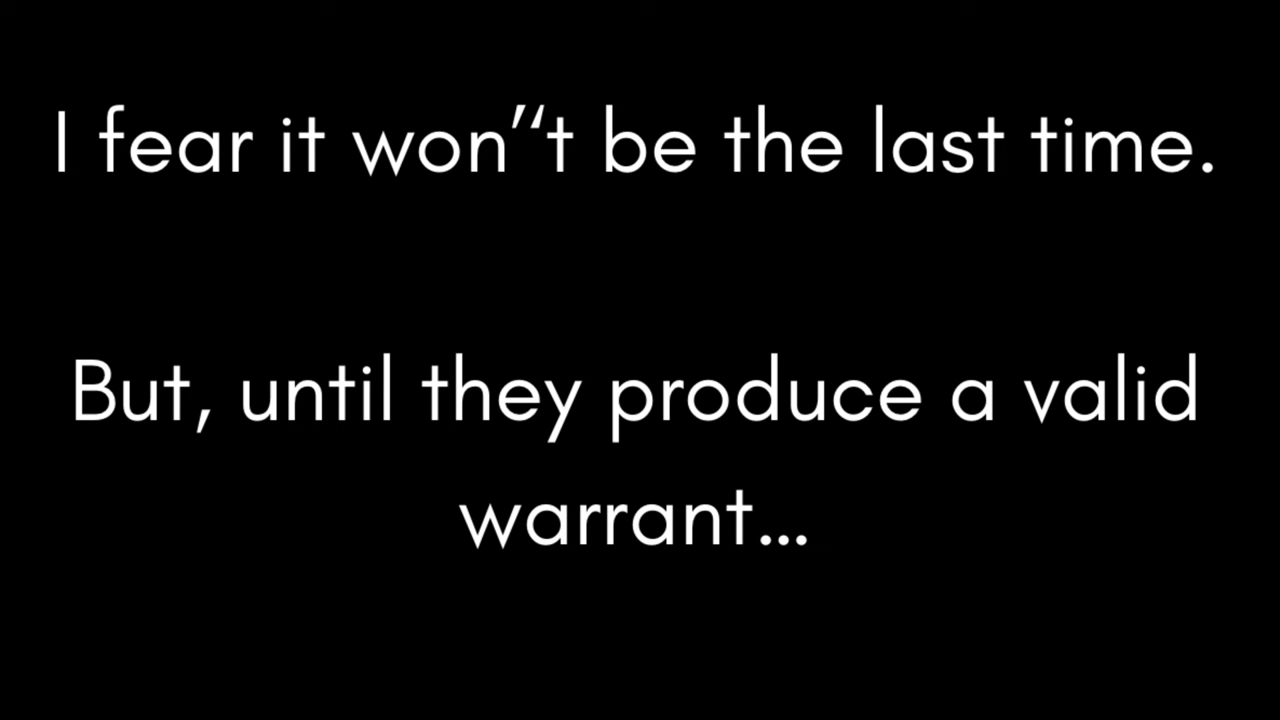 I fear it won’‘t be the last time.
But, until they produce a valid
warrant...